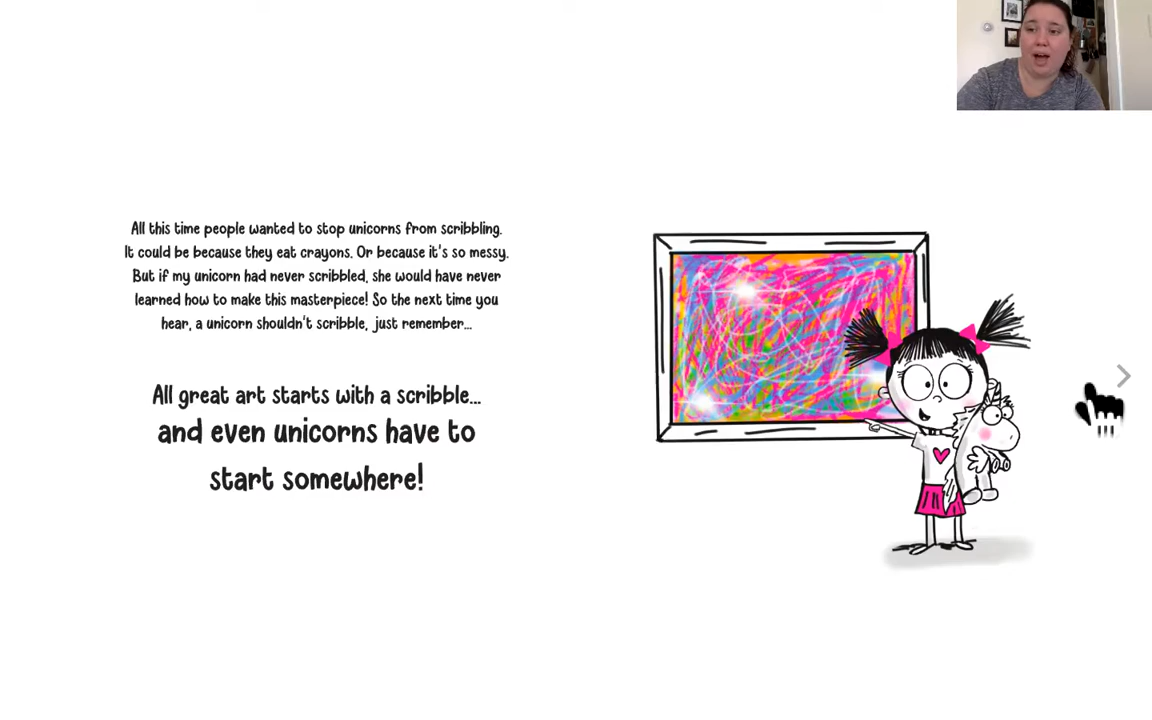 All this time people wanted to stop unicorns from scribbling.
It could be because they eat crayons. Or because it's so messy.
But if my unicorn had never scribbled, she would have never
learned how to make this masterpiece! So the next time you
hear, a unicorn shouldn't scribble, just remember...
All great art starts with a scribble...
and even unicorns have to
start somewhere!